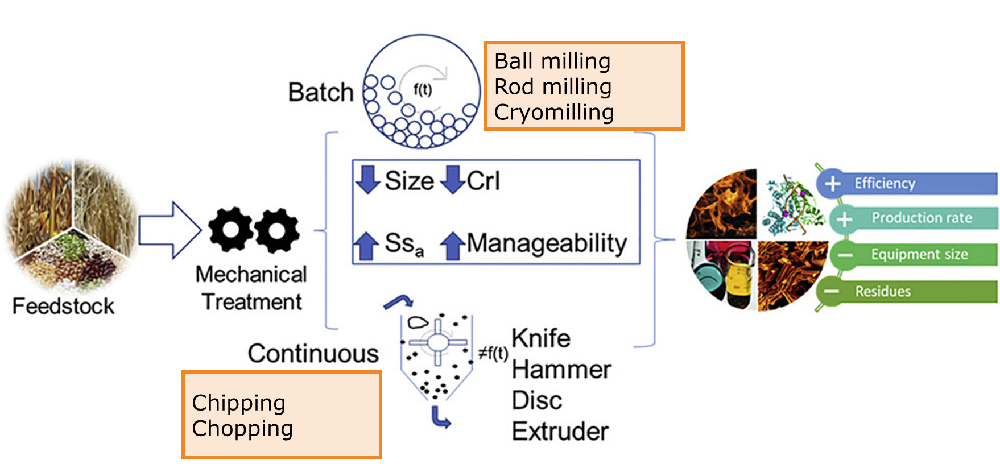 Batch
f(t)
Ball milling
Rod milling
Cryomilling
Size CrI
Ssa Manageability
Feedstock
Mechanical
Treatment
Continuous
≠f(t)
Knife
Hammer
Disc
Extruder
Chipping
Chopping
+ Efficiency
+ Production rate
− Equipment size
− Residues